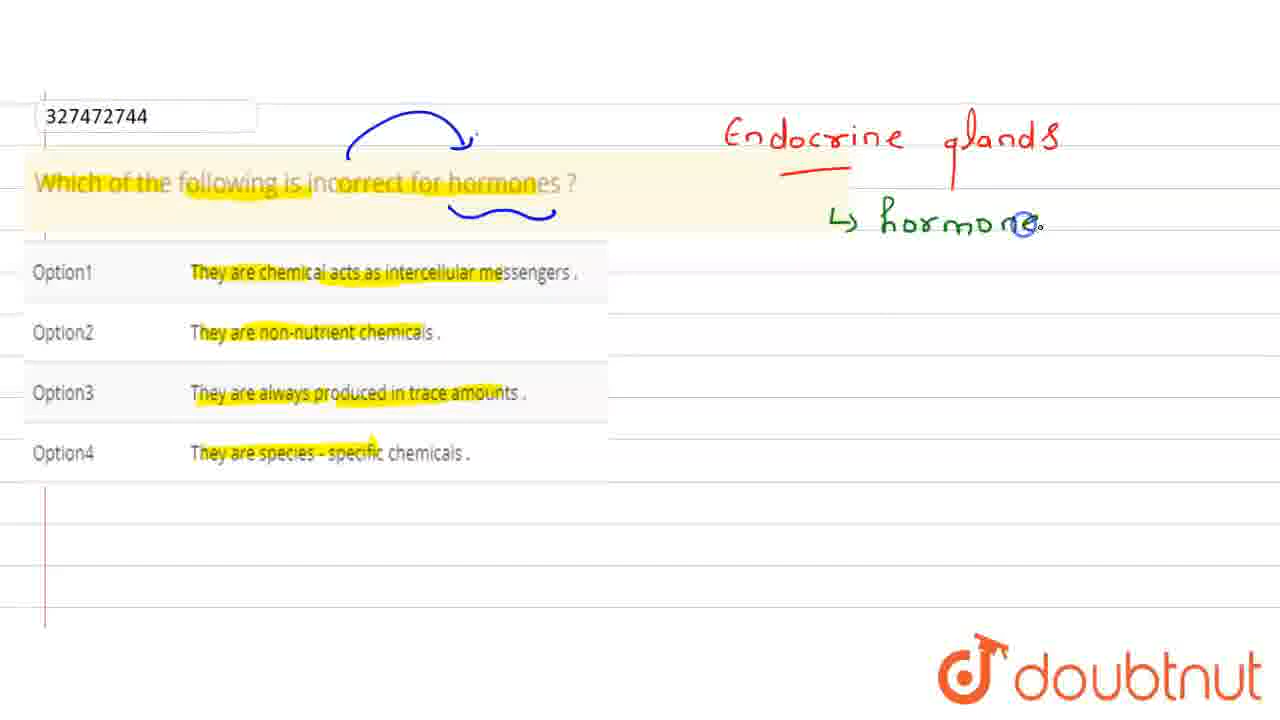 327472744
Endocrine glands
Which of the following is incorrect for hormones ?
↳ hormone
Option1 They are chemical acts as intercellular messengers .
Option2 They are non-nutrient chemicals .
Option3 They are always produced in trace amounts .
Option4 They are species - specific chemicals .
doubtnut